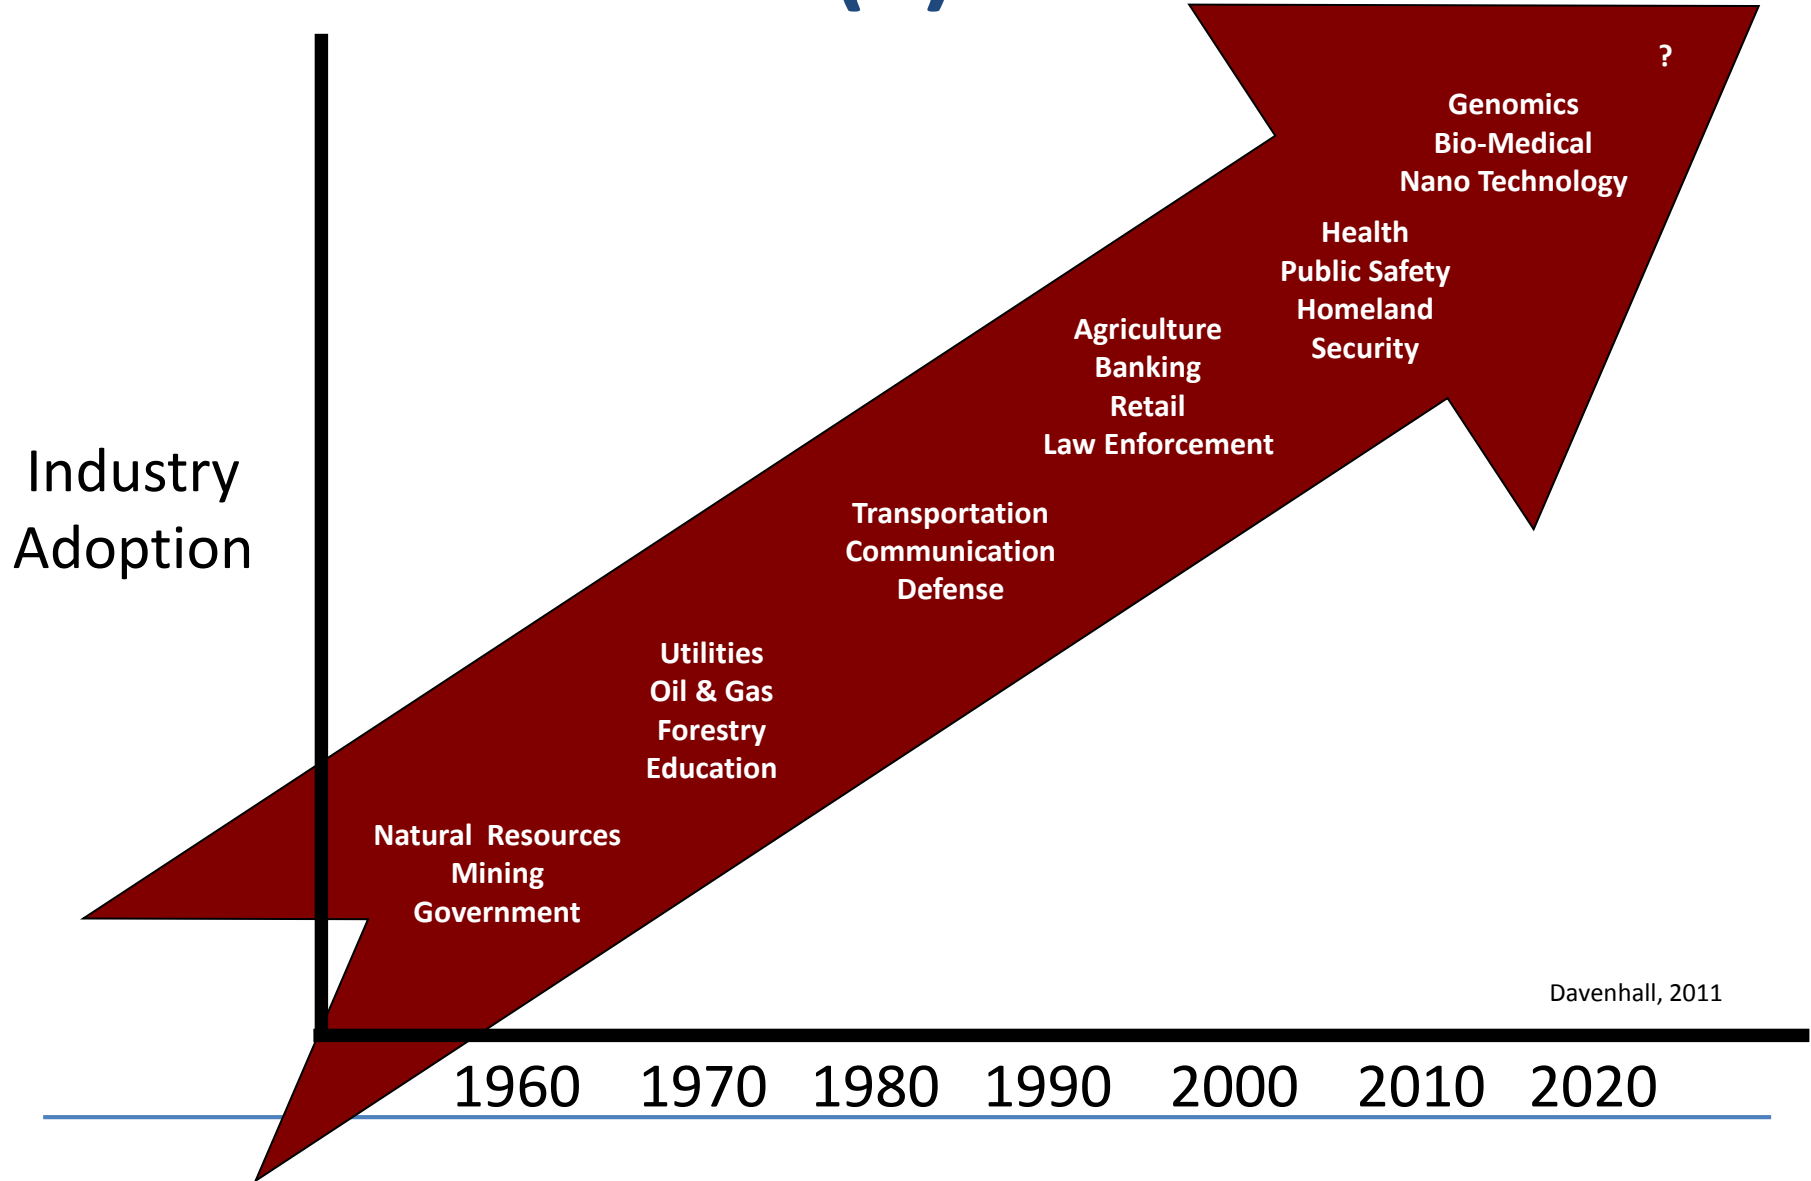 ?
Genomics
Bio-Medical
Nano Technology
Health
Public Safety
Homeland
Security
Agriculture
Banking
Retail
Law Enforcement
Industry
Adoption
Transportation
Communication
Defense
Utilities
Oil & Gas
Forestry
Education
Natural  Resources
Mining
Government
Davenhall, 2011
1960 1970 1980 1990 2000 2010 2020